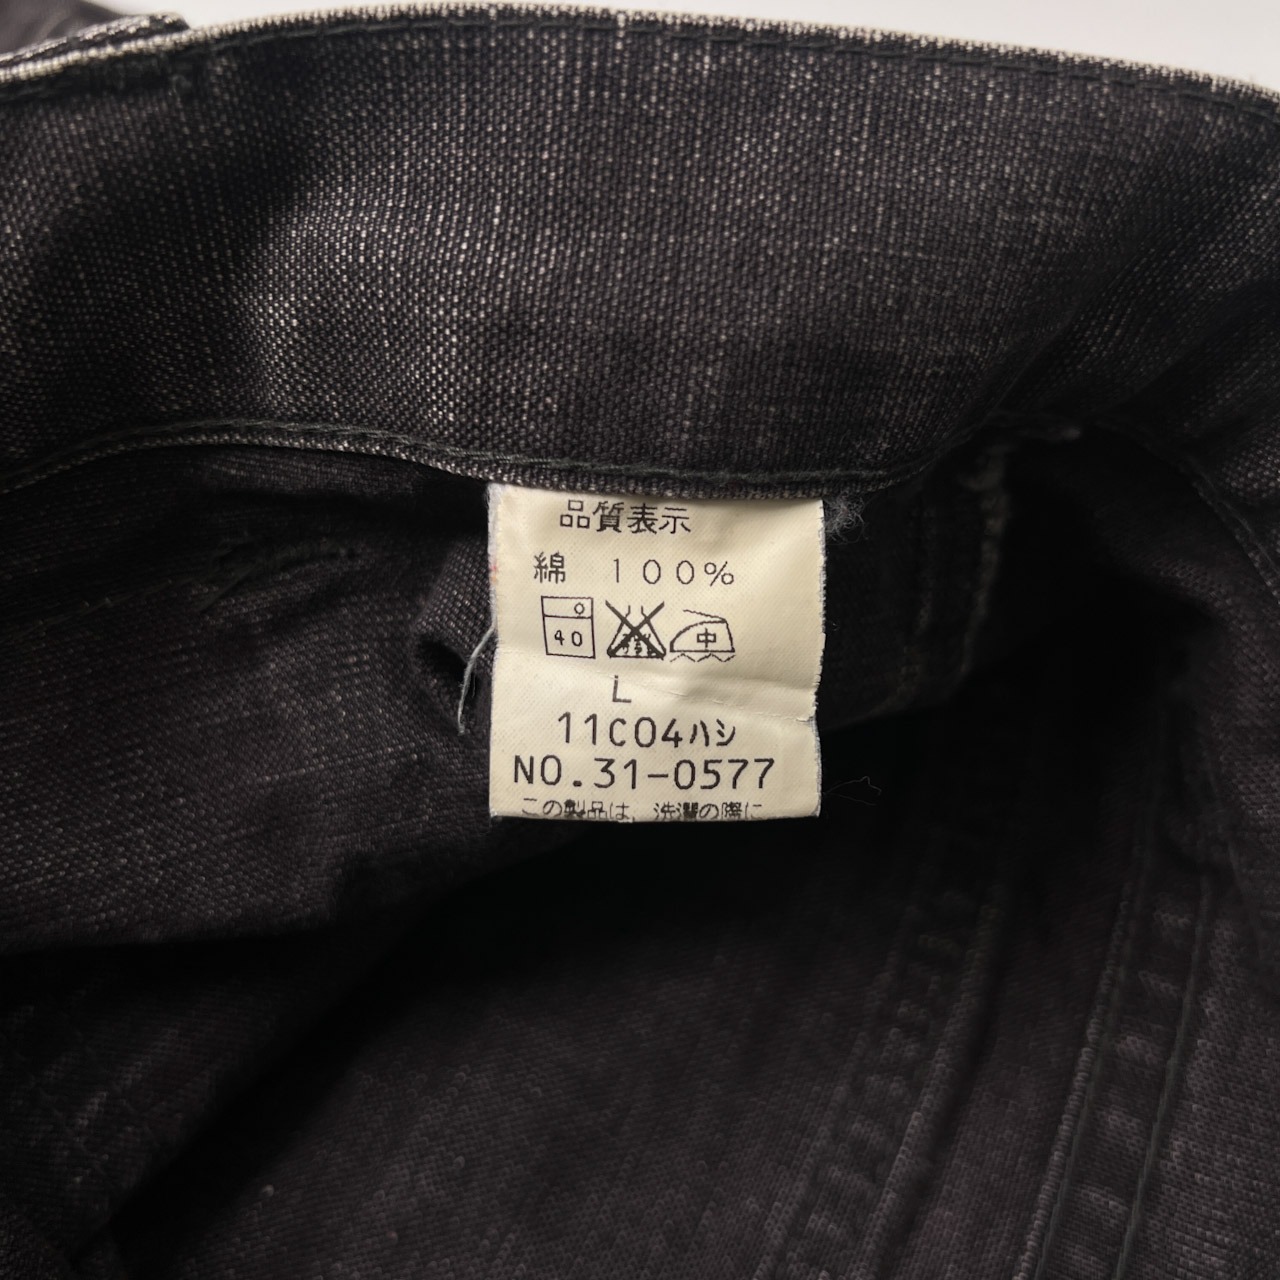 品質表示
綿 100%
40 中
L
11C04ハシ
NO.31-0577
この製品は、洗濯の際に